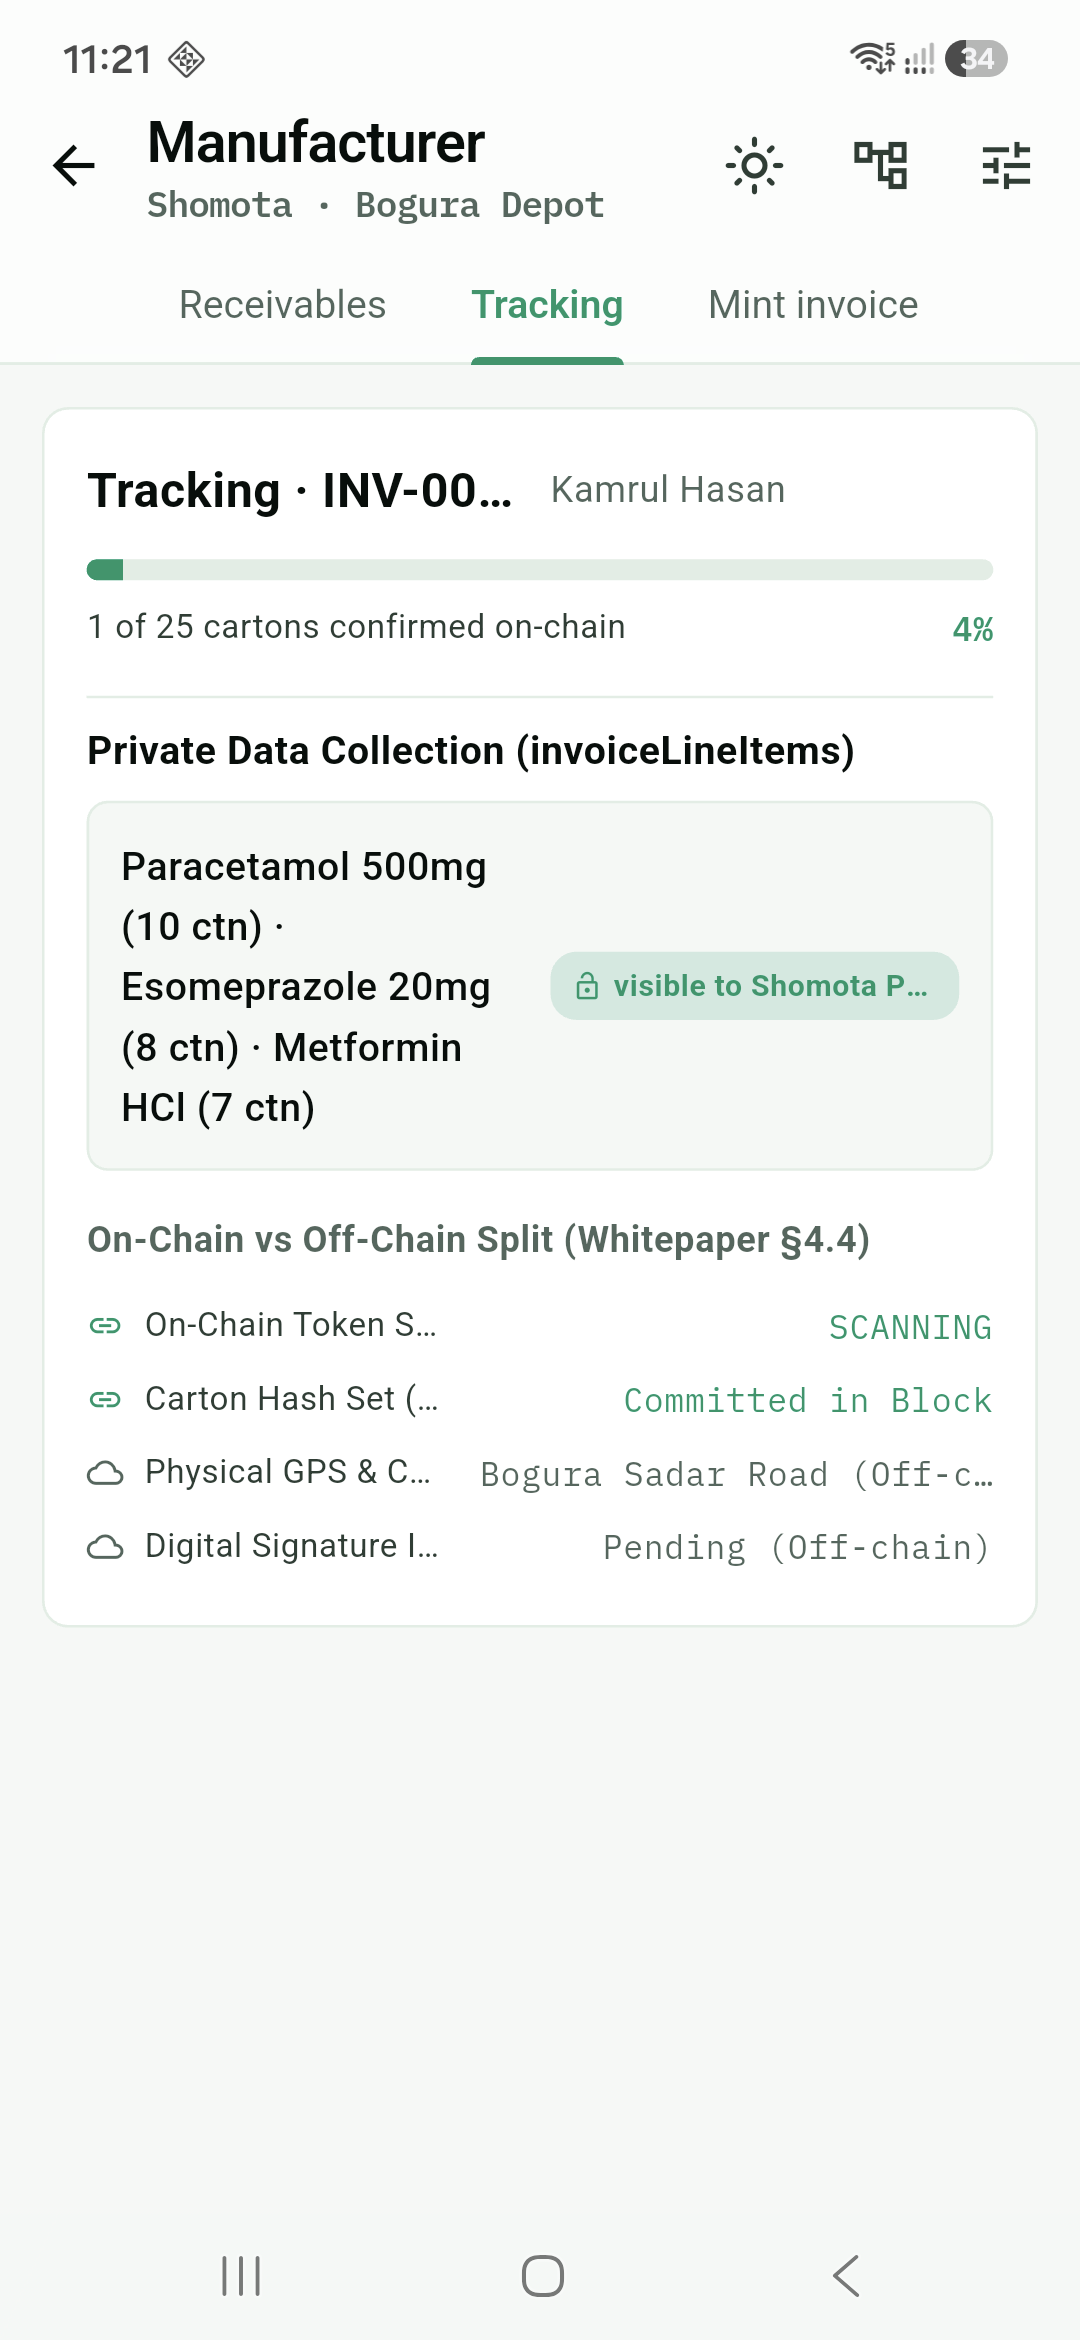 11:21
5
34
Manufacturer
Shomota · Bogura Depot
Receivables
Tracking
Mint invoice
Tracking · INV-00…
Kamrul Hasan
1 of 25 cartons confirmed on-chain
4%
Private Data Collection (invoiceLineItems)
Paracetamol 500mg
(10 ctn) ·
Esomeprazole 20mg
(8 ctn) · Metformin
HCl (7 ctn)
visible to Shomota P…
On-Chain vs Off-Chain Split (Whitepaper §4.4)
On-Chain Token S…
SCANNING
Carton Hash Set (…
Committed in Block
Physical GPS & C…
Bogura Sadar Road (Off-c…
Digital Signature I…
Pending (Off-chain)